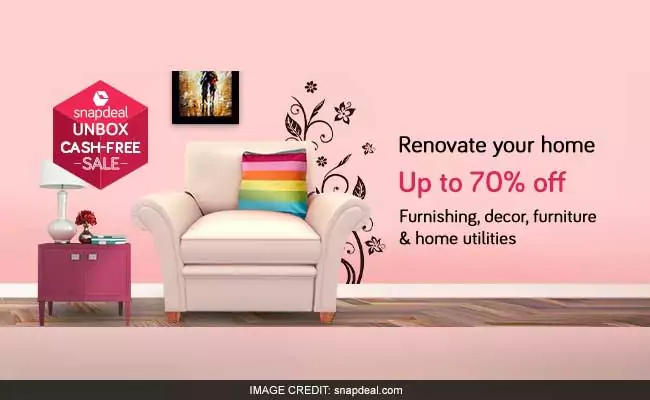 snapdeal
UNBOX
CASH-FREE
SALE
Renovate your home
Up to 70% off
Furnishing, decor, furniture
& home utilities
IMAGE CREDIT: snapdeal.com